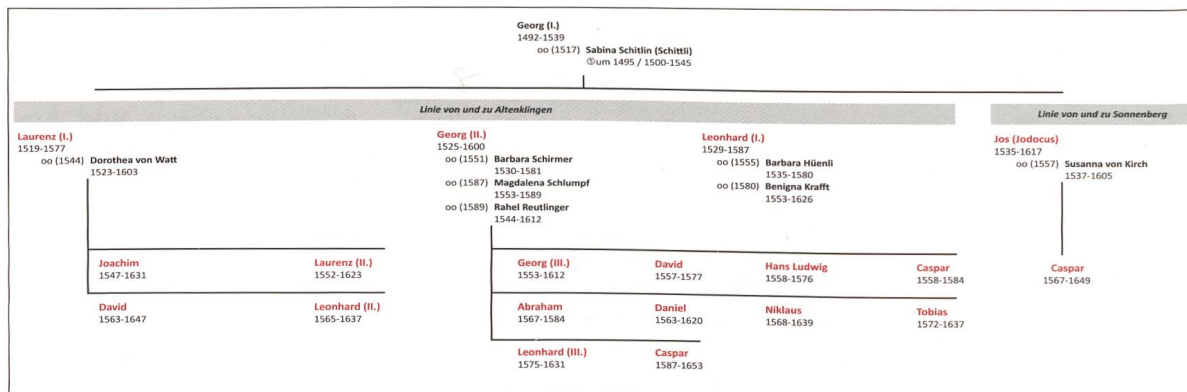 Georg (I.)
1492-1539
oo (1517) Sabina Schitlin (Schittli)
um 1495 / 1500-1545
Linie von und zu Altenklingen
Linie von und zu Sonnenberg
Laurenz (I.)
1519-1577
oo (1544) Dorothea von Watt
1523-1603
Georg (II.)
1525-1600
oo (1551) Barbara Schirmer
1530-1581
oo (1587) Magdalena Schlumpf
1553-1589
oo (1589) Rahel Reutlinger
1544-1612
Leonhard (I.)
1529-1587
oo (1555) Barbara Hüenli
1535-1580
oo (1580) Benigna Krafft
1553-1626
Jos (Jodocus)
1535-1617
oo (1557) Susanna von Kirch
1537-1605
Joachim
1547-1631
Laurenz (II.)
1552-1623
David
1563-1647
Leonhard (II.)
1565-1637
Georg (III.)
1553-1612
David
1557-1577
Hans Ludwig
1558-1576
Caspar
1558-1584
Abraham
1567-1584
Daniel
1563-1620
Niklaus
1568-1639
Tobias
1572-1637
Leonhard (III.)
1575-1631
Caspar
1587-1653
Caspar
1567-1649